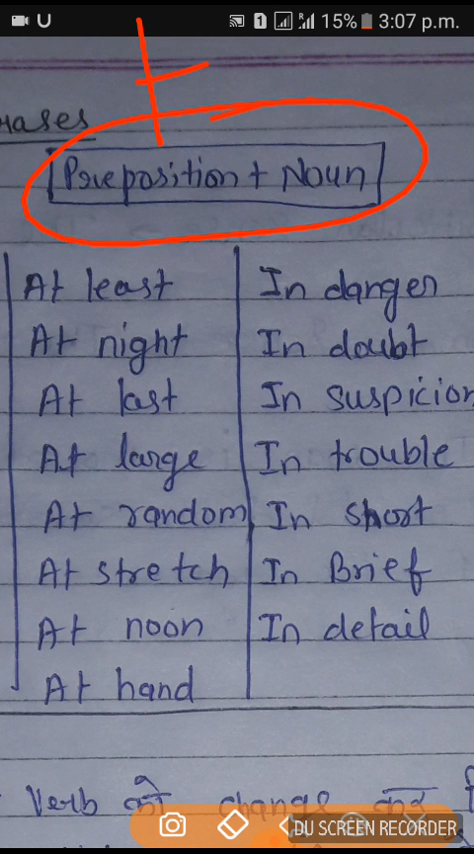 U 1 15% 3:07 p.m.
Preposition + Noun
At least In danger
At night In doubt
At last In suspicion
At large In trouble
At random In short
At stretch In Brief
At noon In detail
At hand
Verb को change कर
DU SCREEN RECORDER